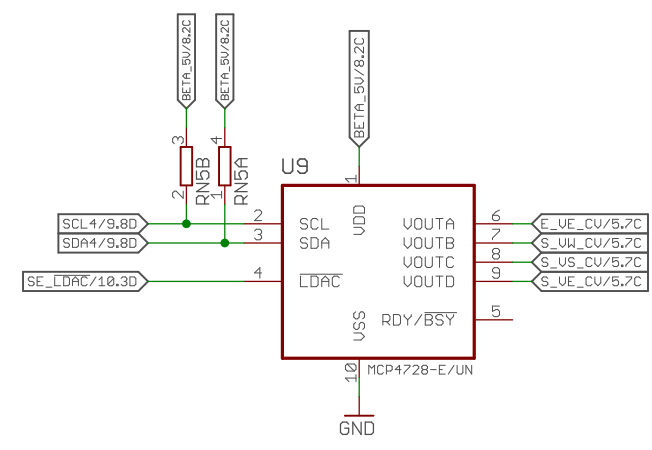 BETA_5V/8.2C
BETA_5V/8.2C
BETA_5V/8.2C
3
4
RN5B
RN5A
2
1
U9
1
VDD
SCL4/9.8D
2
SCL
VOUTA
6
E_VE_CV/5.7C
SDA4/9.8D
3
SDA
VOUTB
7
S_VW_CV/5.7C
VOUTC
8
S_VS_CV/5.7C
SE_LDAC/10.3D
4
LDAC
VOUTD
9
S_VE_CV/5.7C
VSS
RDY/BSY
5
10
MCP4728-E/UN
GND